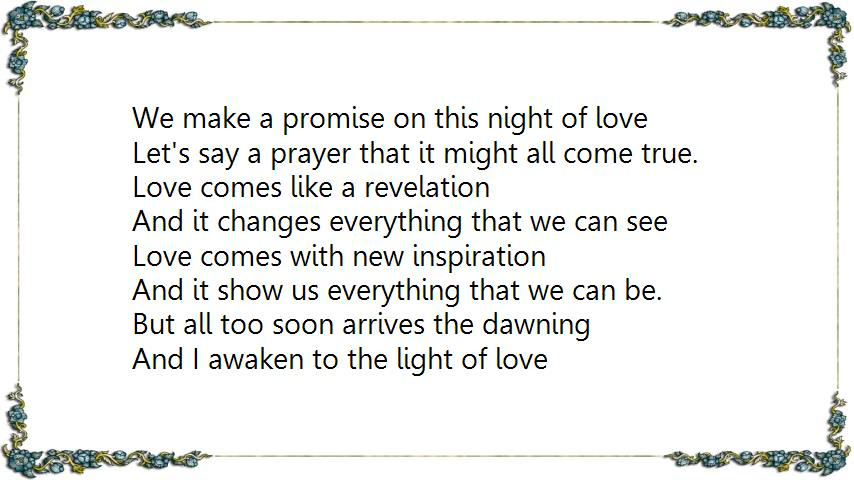 We make a promise on this night of love
Let's say a prayer that it might all come true.
Love comes like a revelation
And it changes everything that we can see
Love comes with new inspiration
And it show us everything that we can be.
But all too soon arrives the dawning
And I awaken to the light of love